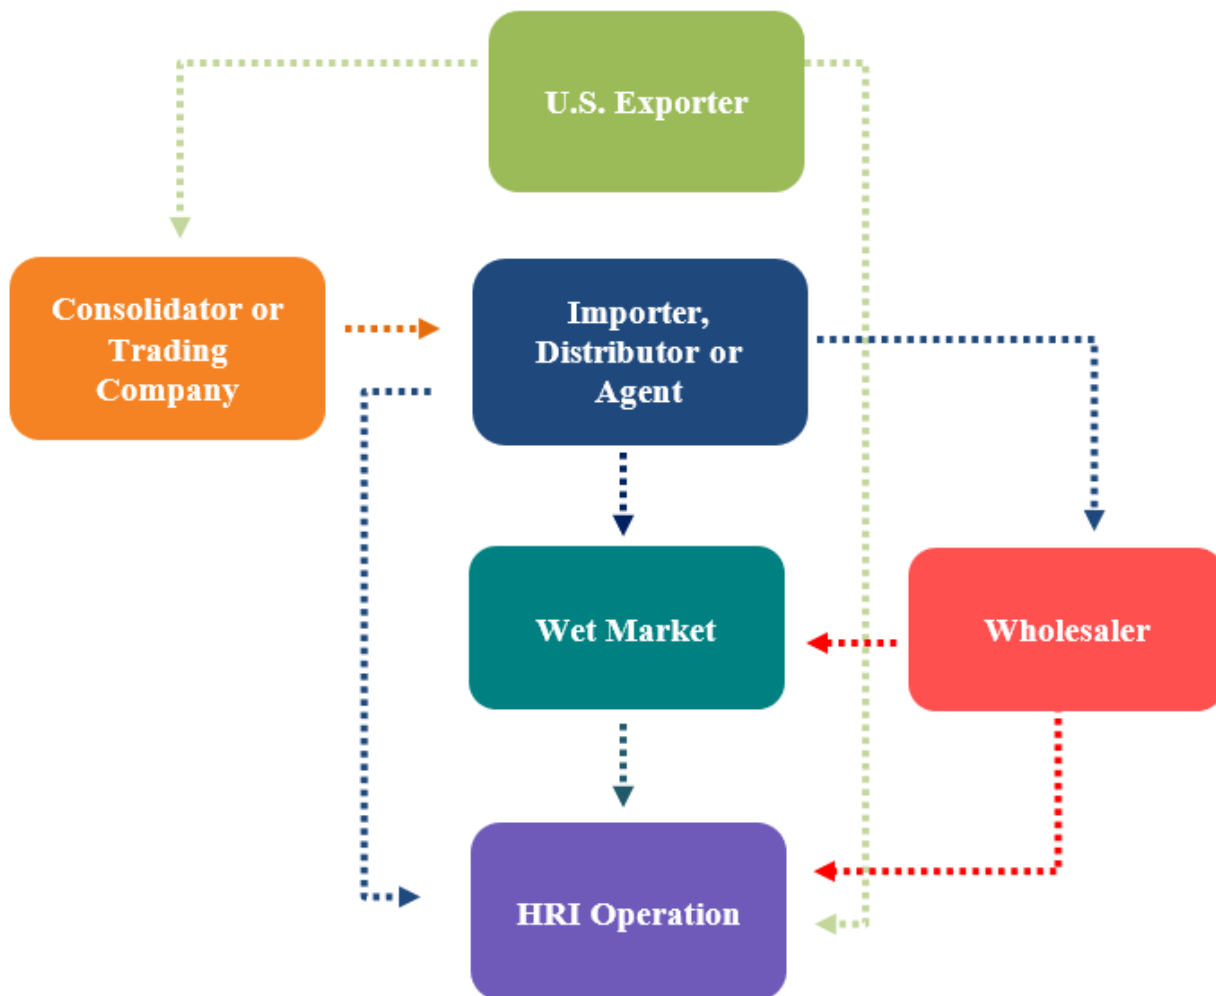 U.S. Exporter
Consolidator or
Trading
Company
Importer,
Distributor or
Agent
Wet Market
Wholesaler
HRI Operation